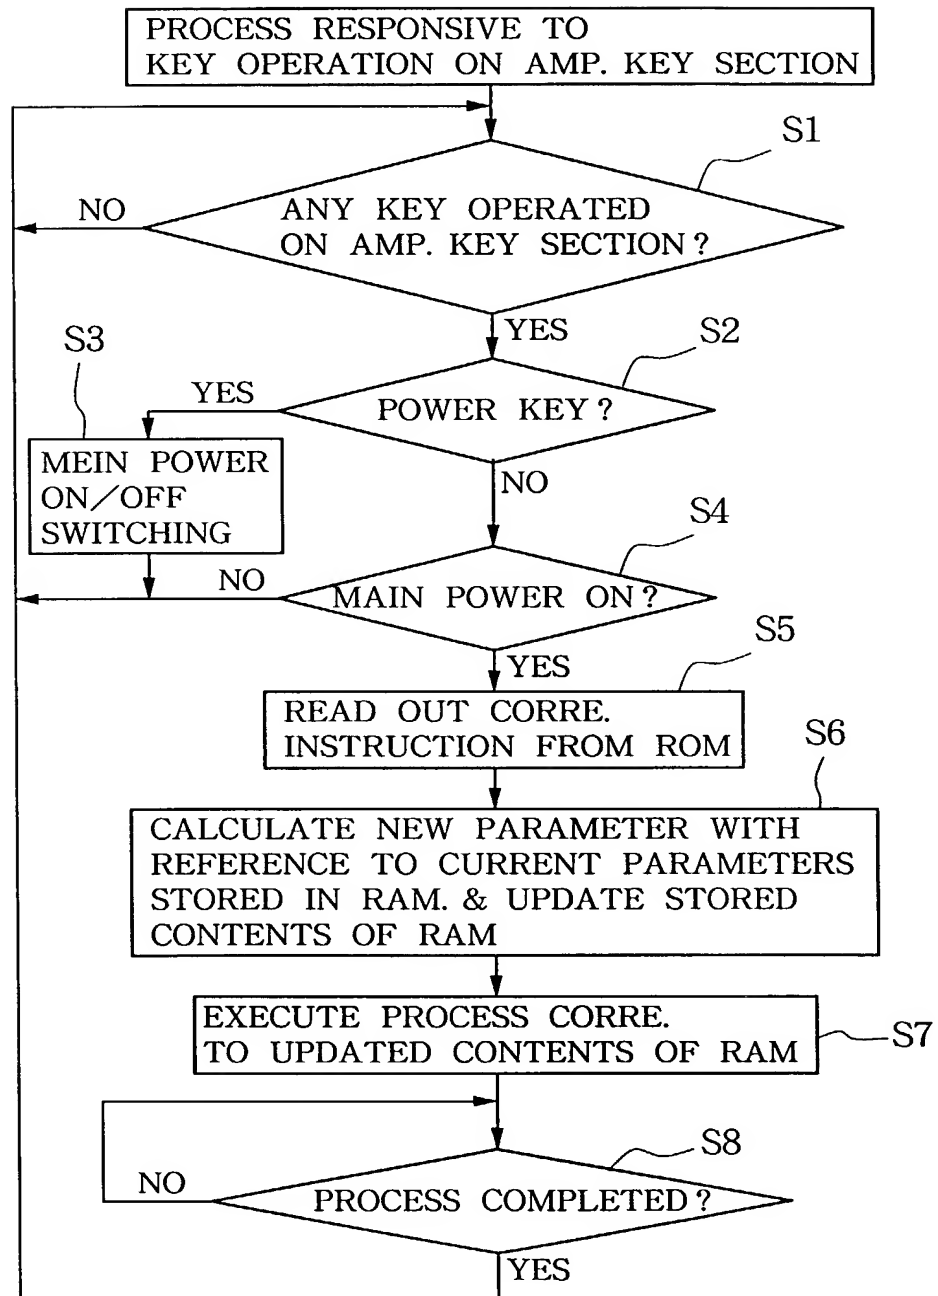 PROCESS RESPONSIVE TO
KEY OPERATION ON AMP. KEY SECTION
S1
NO
ANY KEY OPERATED
ON AMP. KEY SECTION?
YES
S2
S3
YES
POWER KEY?
MEIN POWER
ON/OFF
SWITCHING
NO
S4
NO
MAIN POWER ON?
S5
YES
READ OUT CORRE.
INSTRUCTION FROM ROM
S6
CALCULATE NEW PARAMETER WITH
REFERENCE TO CURRENT PARAMETERS
STORED IN RAM. & UPDATE STORED
CONTENTS OF RAM
EXECUTE PROCESS CORRE.
TO UPDATED CONTENTS OF RAM
S7
S8
NO
PROCESS COMPLETED?
YES